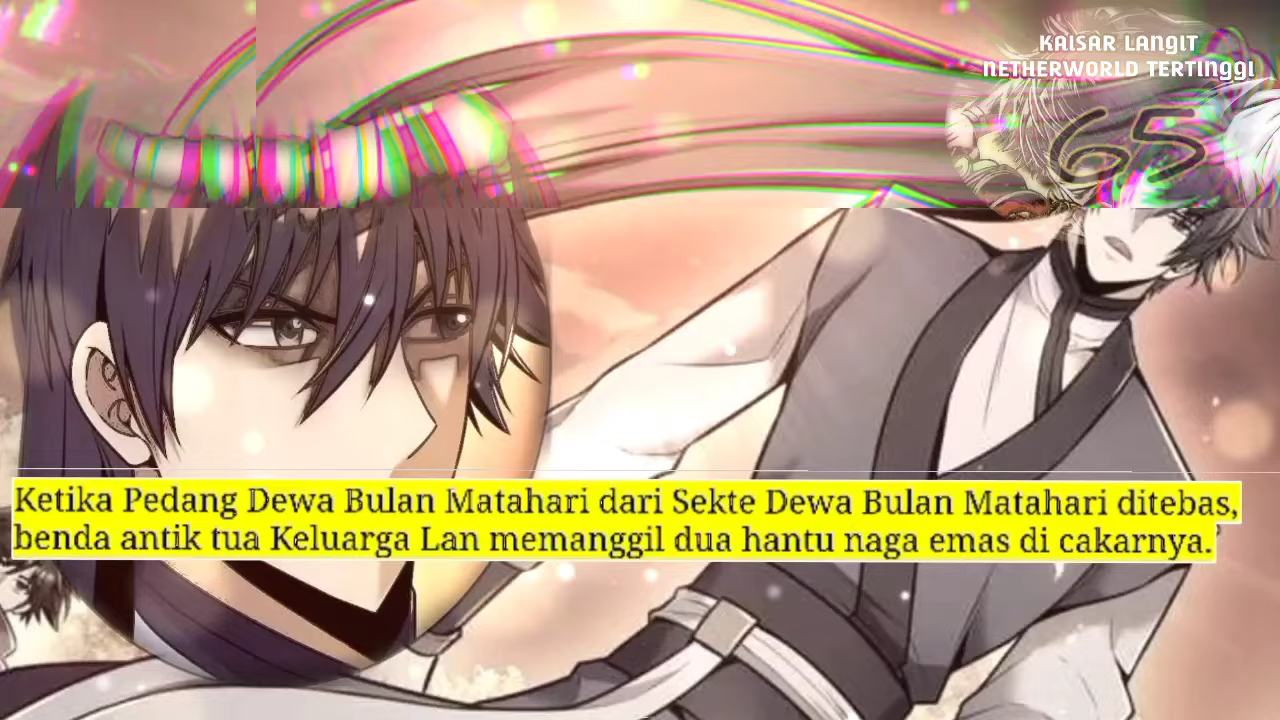 KAISAR LANGIT
NETHERWORLD TERTINGGI
65
Ketika Pedang Dewa Bulan Matahari dari Sekte Dewa Bulan Matahari ditebas,
benda antik tua Keluarga Lan memanggil dua hantu naga emas di cakarnya.